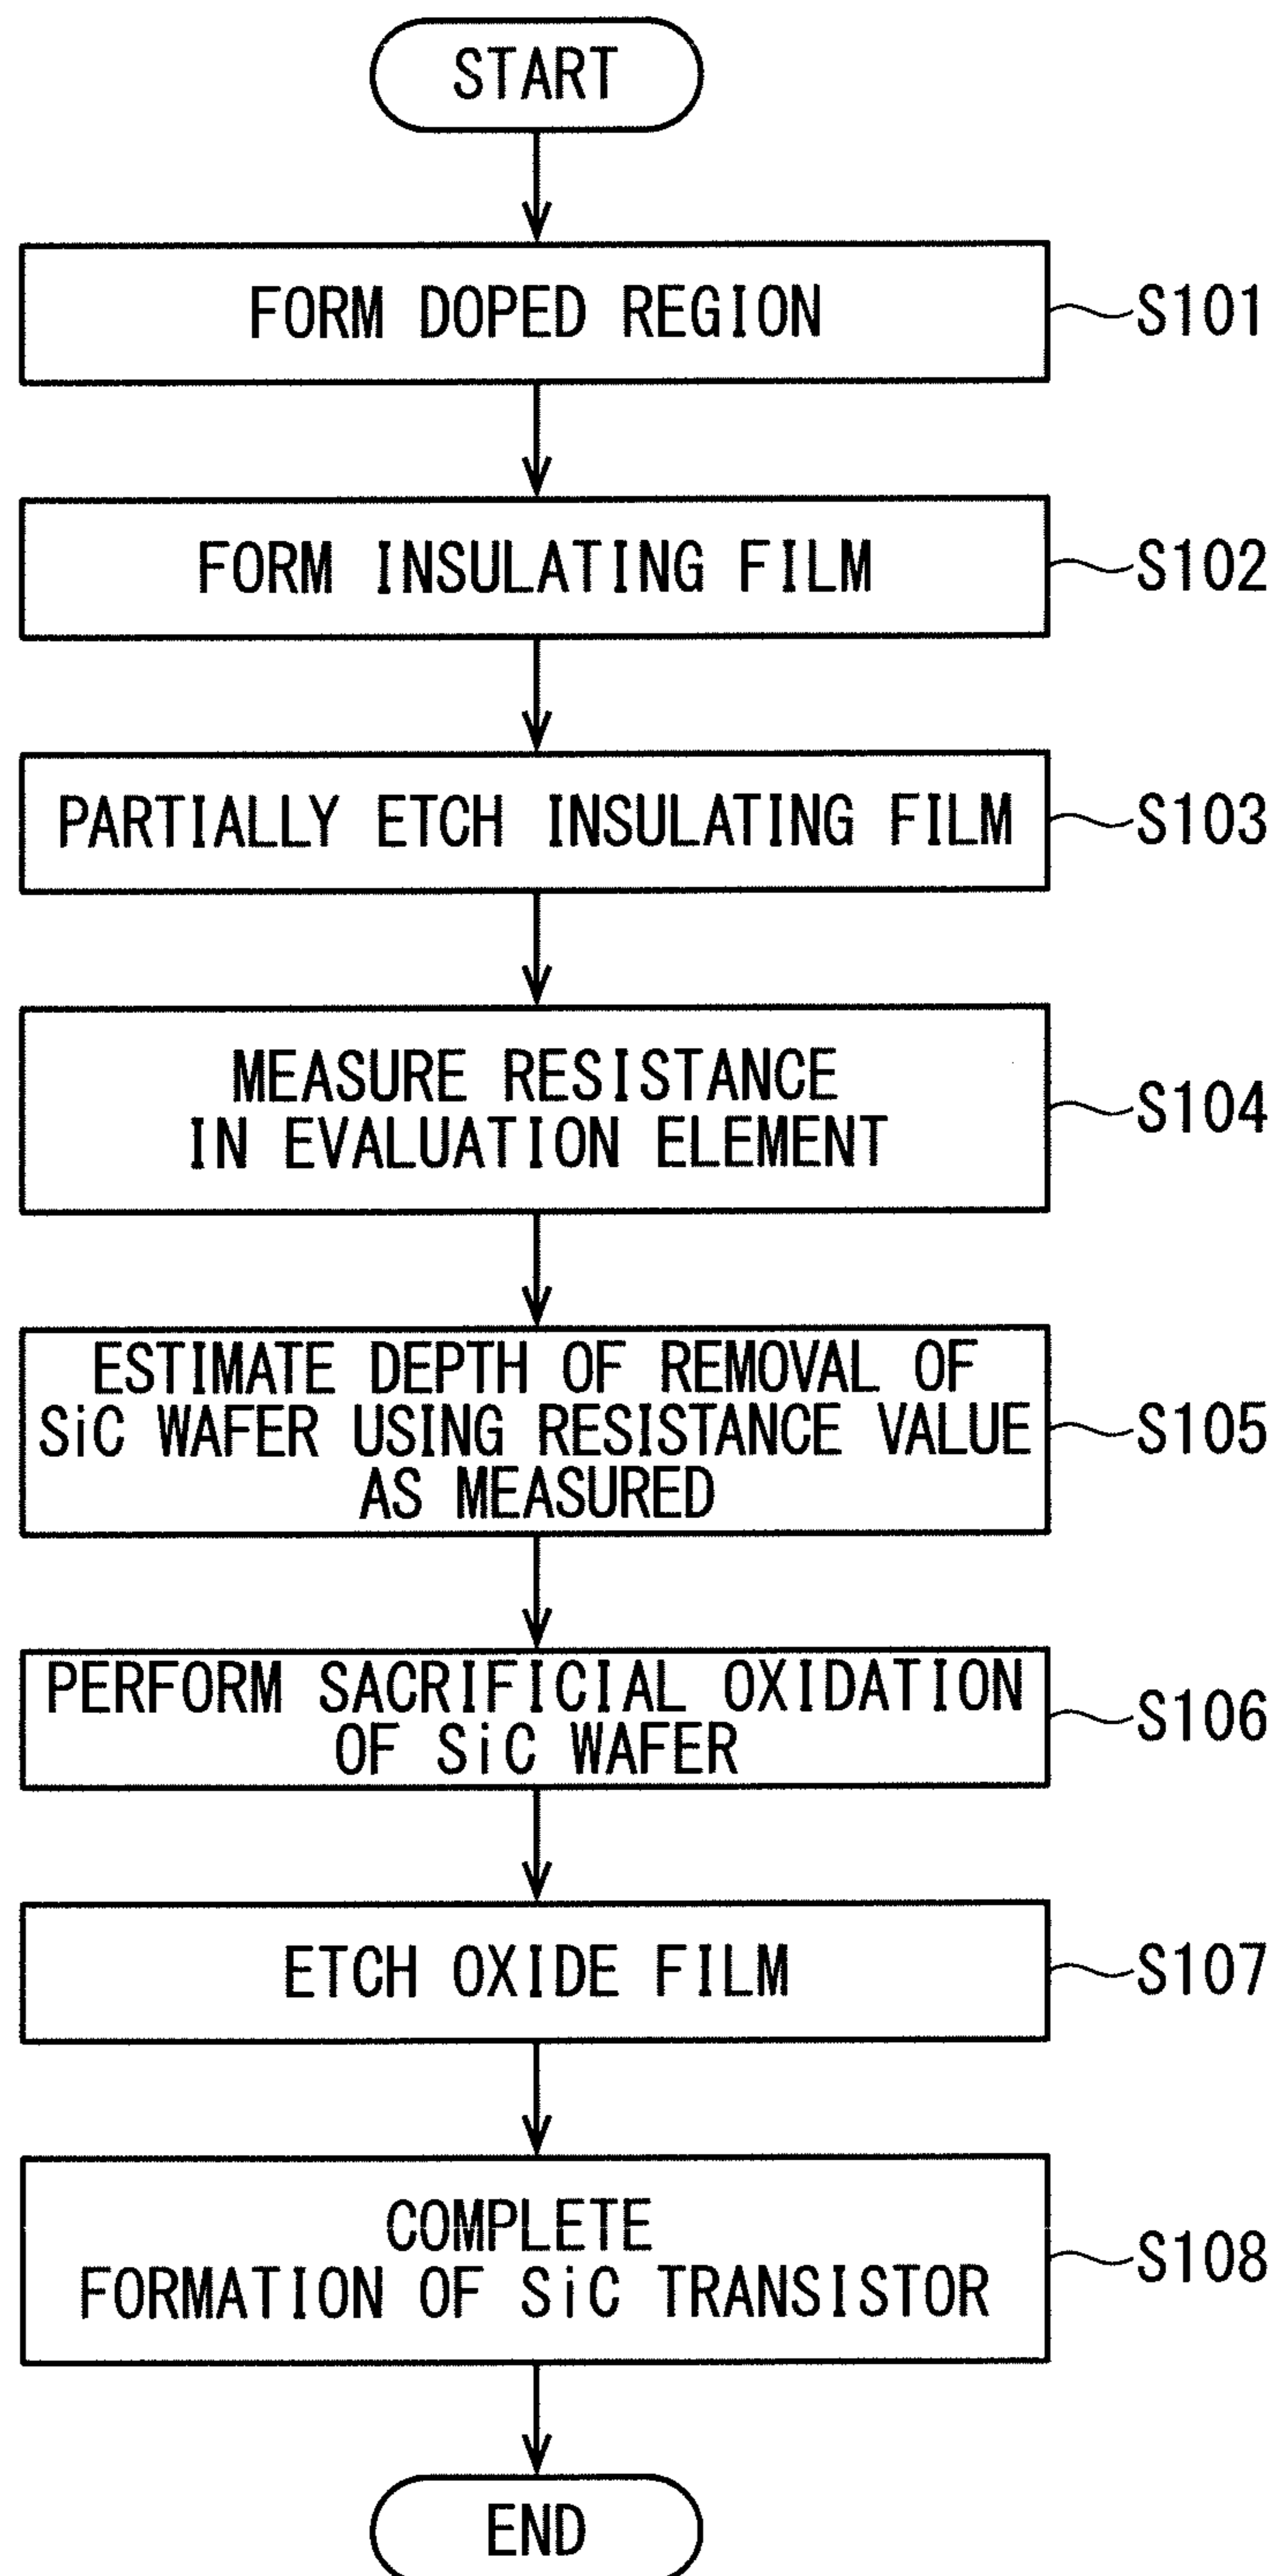 START
FORM DOPED REGION
S101
FORM INSULATING FILM
S102
PARTIALLY ETCH INSULATING FILM
S103
MEASURE RESISTANCE
IN EVALUATION ELEMENT
S104
ESTIMATE DEPTH OF REMOVAL OF
SiC WAFER USING RESISTANCE VALUE
AS MEASURED
S105
PERFORM SACRIFICIAL OXIDATION
OF SiC WAFER
S106
ETCH OXIDE FILM
S107
COMPLETE
FORMATION OF SiC TRANSISTOR
S108
END